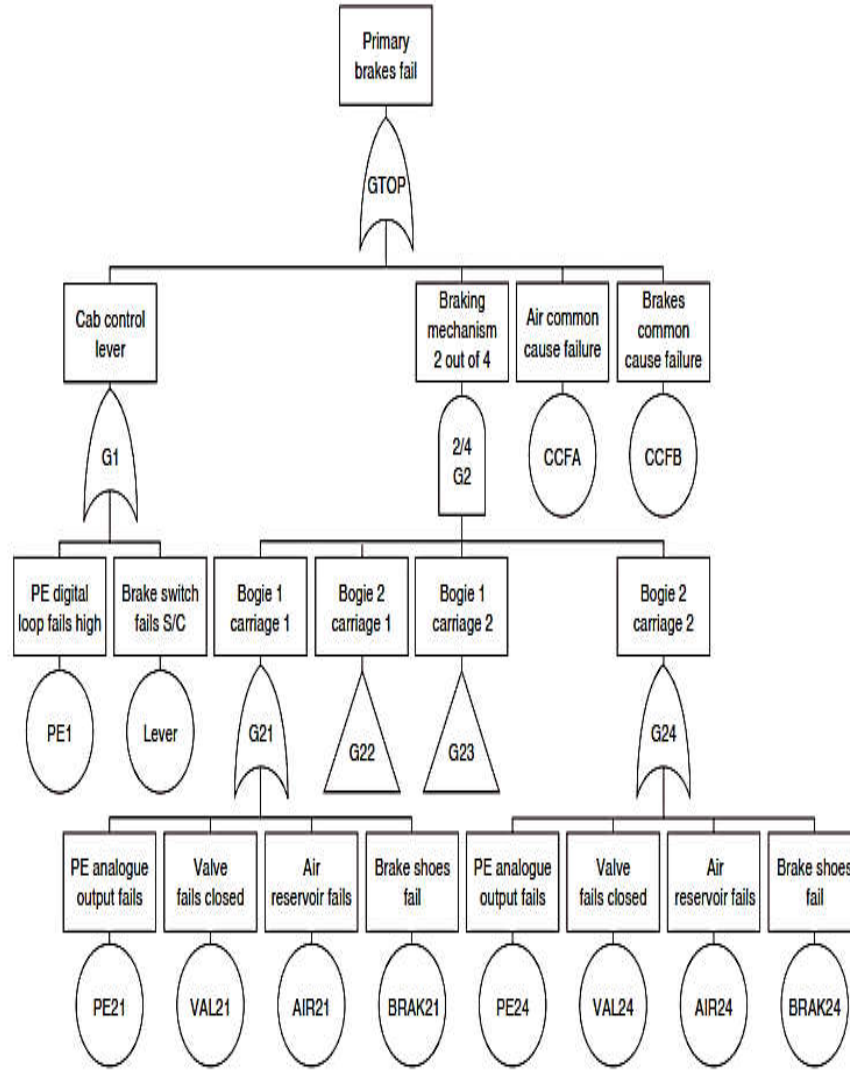 Primary
brakes fail
GTOP
Cab control
lever
Braking
mechanism
2 out of 4
Air common
cause failure
Brakes
common
cause failure
G1
2/4
G2
CCFA
CCFB
PE digital
loop fails high
Brake switch
fails S/C
Bogie 1
carriage 1
Bogie 2
carriage 1
Bogie 1
carriage 2
Bogie 2
carriage 2
PE1
Lever
G21
G22
G23
G24
PE analogue
output fails
Valve
fails closed
Air
reservoir fails
Brake shoes
fail
PE analogue
output fails
Valve
fails closed
Air
reservoir fails
Brake shoes
fail
PE21
VAL21
AIR21
BRAK21
PE24
VAL24
AIR24
BRAK24